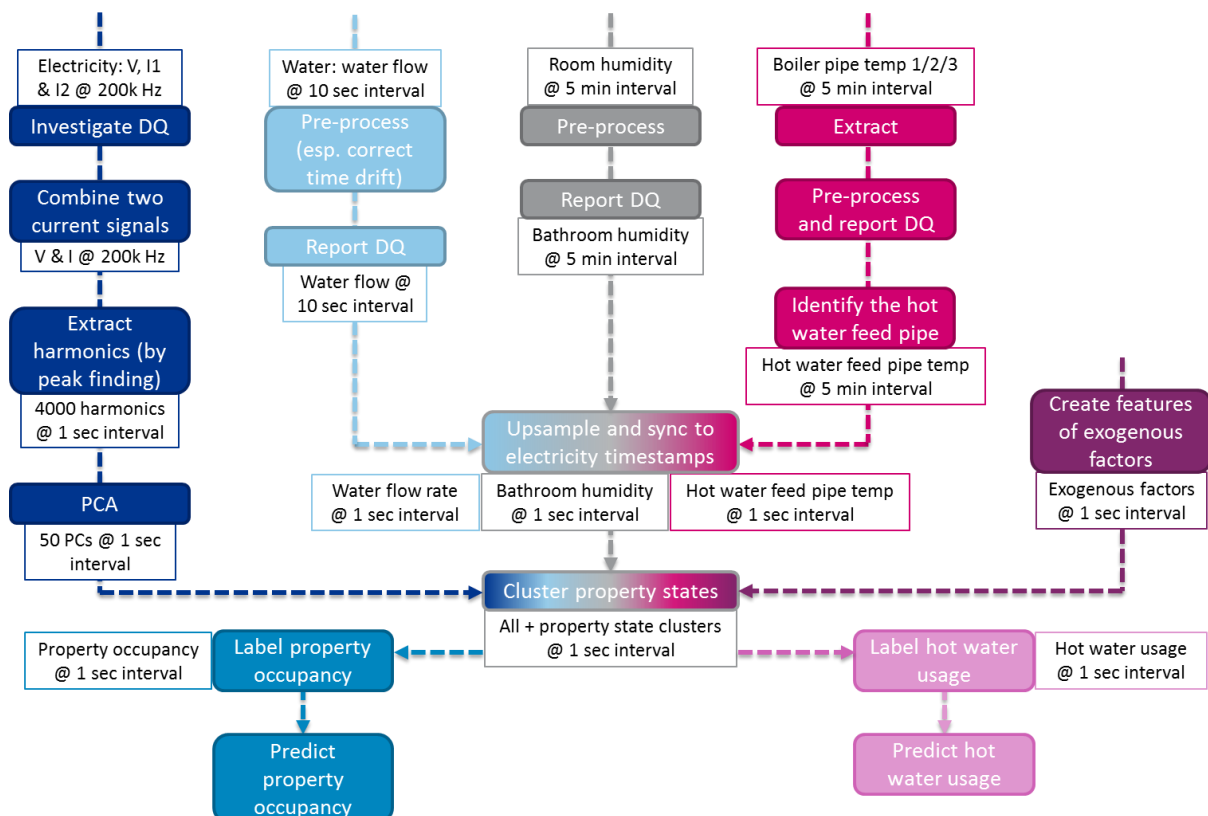 Electricity: V, I1
& I2 @ 200k Hz
Investigate DQ
Combine two
current signals
V & I @ 200k Hz
Extract
harmonics (by
peak finding)
4000 harmonics
@ 1 sec interval
PCA
50 PCs @ 1 sec
interval
Water: water flow
@ 10 sec interval
Pre-process
(esp. correct
time drift)
Report DQ
Water flow @
10 sec interval
Room humidity
@ 5 min interval
Pre-process
Report DQ
Bathroom humidity
@ 5 min interval
Boiler pipe temp 1/2/3
@ 5 min interval
Extract
Pre-process
and report DQ
Identify the hot
water feed pipe
Hot water feed pipe temp
@ 5 min interval
Upsample and sync to
electricity timestamps
Water flow rate
@ 1 sec interval
Bathroom humidity
@ 1 sec interval
Hot water feed pipe temp
@ 1 sec interval
Create features
of exogenous
factors
Exogenous factors
@ 1 sec interval
Cluster property states
All + property state clusters
@ 1 sec interval
Property occupancy
@ 1 sec interval
Label property
occupancy
Predict
property
occupancy
Label hot water
usage
Hot water usage
@ 1 sec interval
Predict hot
water usage